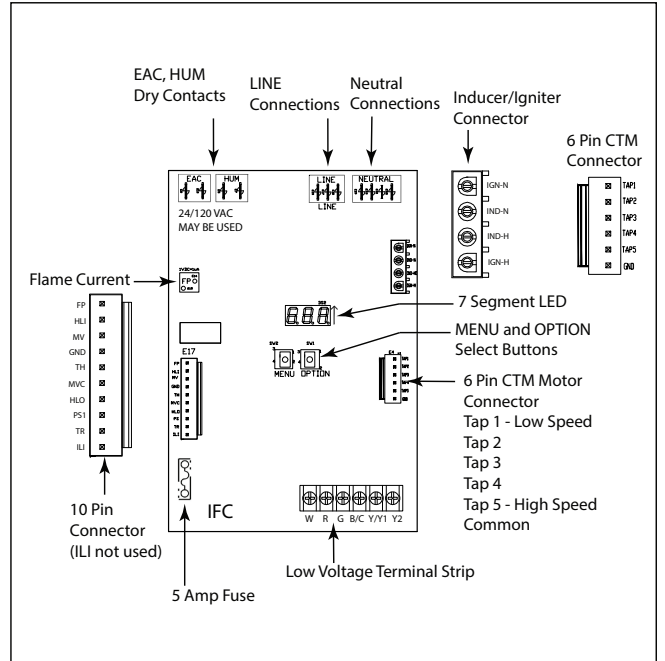 EAC, HUM
Dry Contacts
LINE
Connections
Neutral
Connections
Inducer/Igniter
Connector
6 Pin CTM
Connector
EAC
HUM
24/120 VAC
MAY BE USED
LINE
LINE
NEUTRAL
IGN-N
IND-N
IND-H
IGN-H
TAP1
TAP2
TAP3
TAP4
TAP5
GND
Flame Current
FP
7 Segment LED
MENU and OPTION
Select Buttons
MENU
OPTION
FP
HLI
MV
GND
TH
MVC
HLO
PS1
TR
ILI
E17
FP
HLI
MV
GND
TH
MVC
HLO
PS
TR
ILI
6 Pin CTM Motor
Connector
Tap 1 - Low Speed
Tap 2
Tap 3
Tap 4
Tap 5 - High Speed
Common
10 Pin
Connector
(ILI not used)
IFC
W R G B/C Y/Y1 Y2
Low Voltage Terminal Strip
5 Amp Fuse